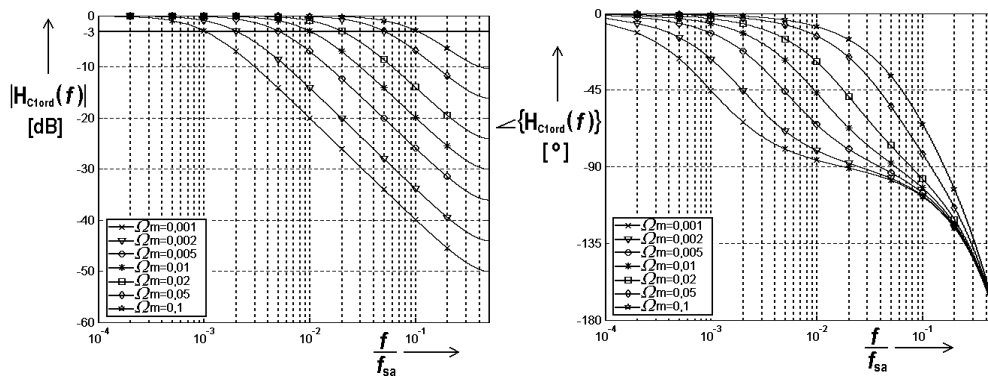 0
-3
-10
-20
-30
-40
-50
-60
|H_C1ord(f)|
[dB]
Ωm=0,001
Ωm=0,002
Ωm=0,005
Ωm=0,01
Ωm=0,02
Ωm=0,05
Ωm=0,1
10^-4
10^-3
10^-2
10^-1
f
f_sa
0
-45
-90
-135
-180
∠{H_C1ord(f)}
[º]
Ωm=0,001
Ωm=0,002
Ωm=0,005
Ωm=0,01
Ωm=0,02
Ωm=0,05
Ωm=0,1
10^-4
10^-3
10^-2
10^-1
f
f_sa